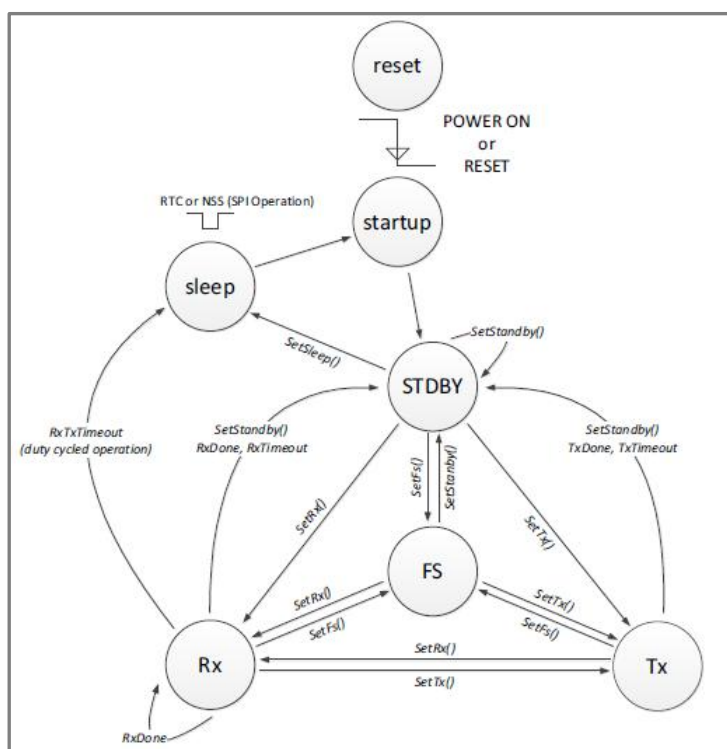 reset
POWER ON
or
RESET
RTC or NSS (SPI Operation)
startup
sleep
SetStandby()
SetSleep()
STDBY
RxTxTimeout
(duty cycled operation)
SetStandby()
RxDone, RxTimeout
SetStandby()
TxDone, TxTimeout
SetFs()
SetStanby()
SetRx()
SetTx()
FS
SetRx()
SetFs()
SetTx()
SetFs()
Rx
SetRx()
SetTx()
Tx
RxDone